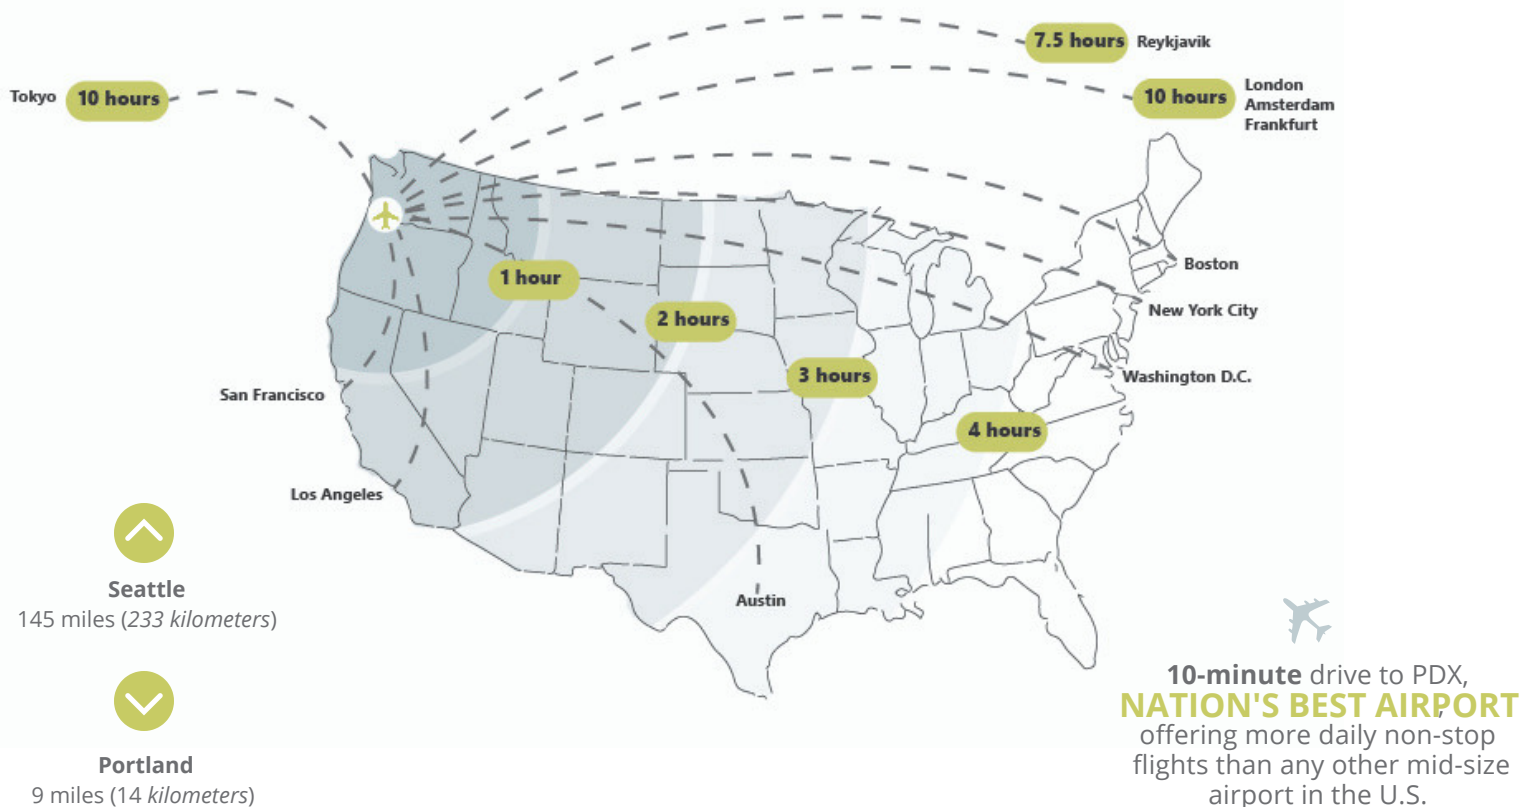 7.5 hours Reykjavik
Tokyo 10 hours
10 hours London
Amsterdam
Frankfurt
1 hour
2 hours
3 hours
4 hours
Boston
New York City
Washington D.C.
San Francisco
Los Angeles
Austin
Seattle
145 miles (233 kilometers)
Portland
9 miles (14 kilometers)
10-minute drive to PDX,
NATION'S BEST AIRPORT,
offering more daily non-stop
flights than any other mid-size
airport in the U.S.